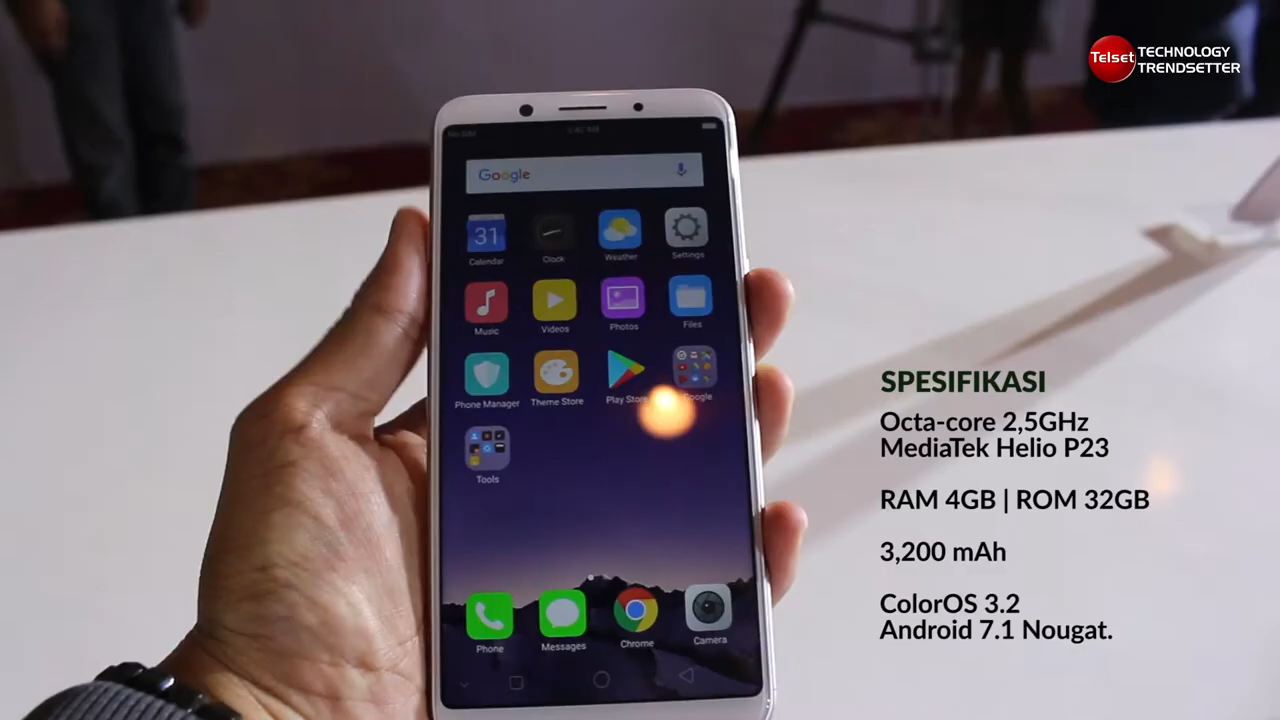 Telset TECHNOLOGY
TRENDSETTER
Google
31
Calendar Clock Weather Settings
Music Videos Photos Files
Phone Manager Theme Store Play Store Google
Tools
Phone Messages Chrome Camera
SPESIFIKASI
Octa-core 2,5GHz
MediaTek Helio P23
RAM 4GB | ROM 32GB
3,200 mAh
ColorOS 3.2
Android 7.1 Nougat.